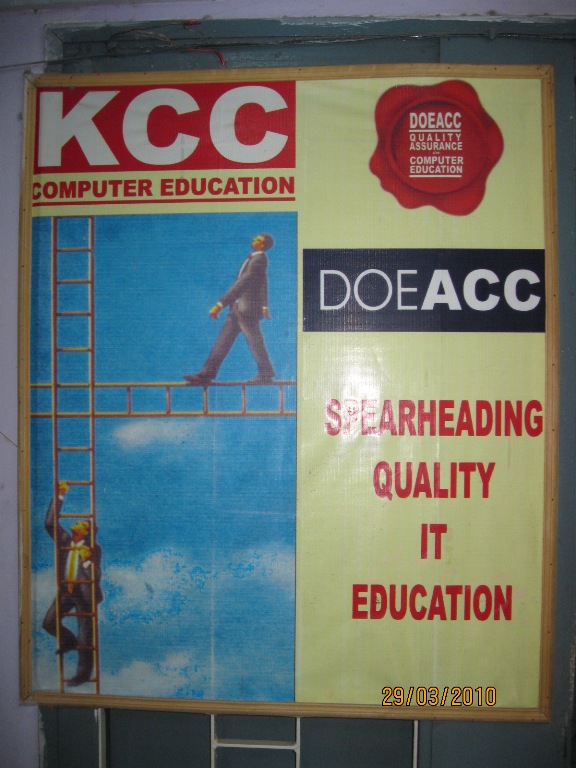 KCC
COMPUTER EDUCATION
DOEACC
QUALITY
ASSURANCE
COMPUTER
EDUCATION
DOEACC
SPEARHEADING
QUALITY
IT
EDUCATION
29/03/2010